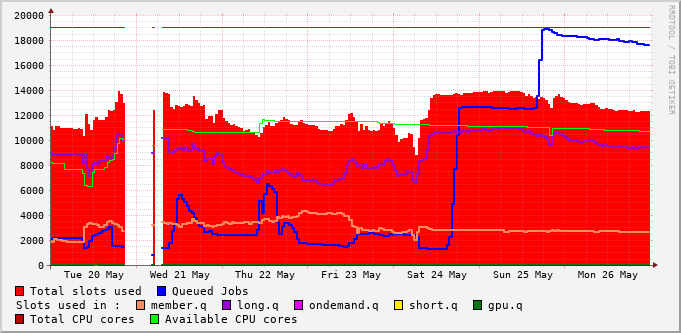 RRDTOOL / TOBI OETIKER
20000
18000
16000
14000
12000
10000
8000
6000
4000
2000
0
Tue 20 May Wed 21 May Thu 22 May Fri 23 May Sat 24 May Sun 25 May Mon 26 May
Total slots used Queued Jobs
Slots used in : member.q long.q ondemand.q short.q gpu.q
Total CPU cores Available CPU cores